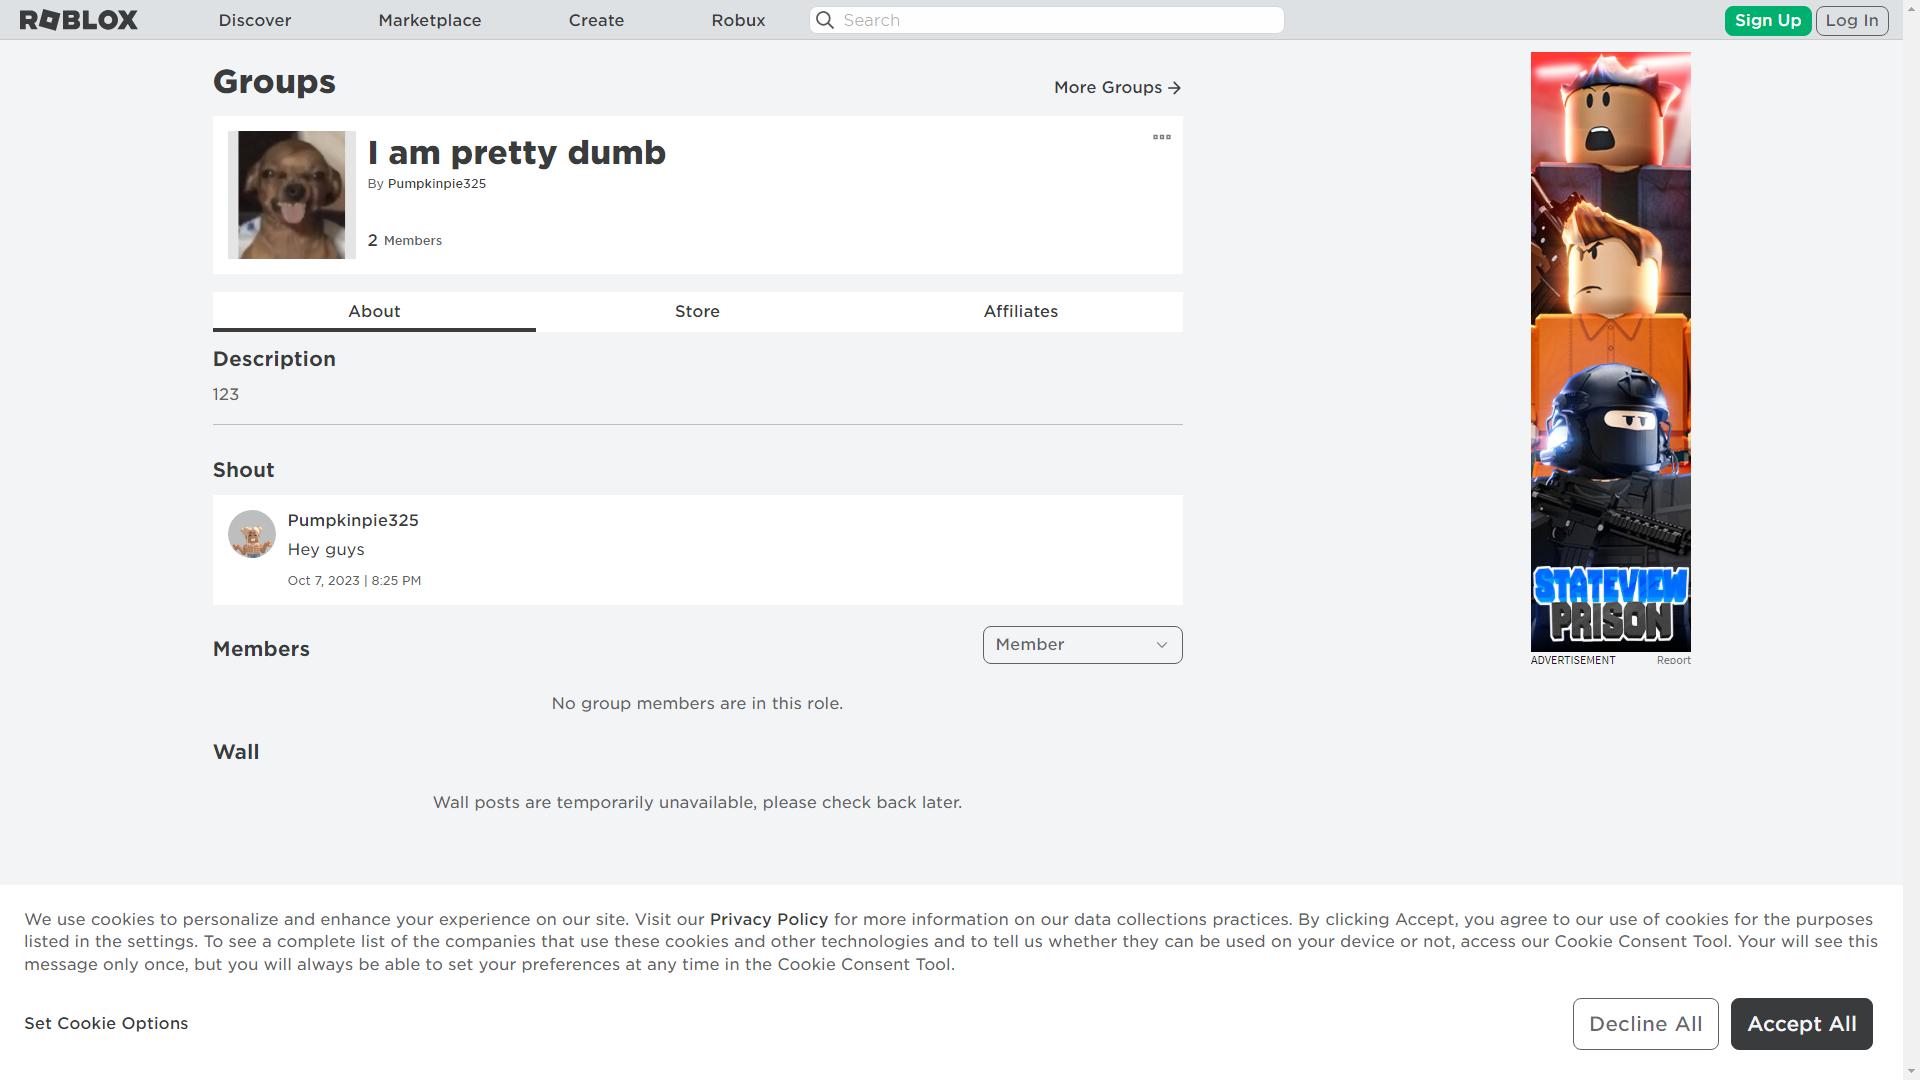 ROBLOX Discover Marketplace Create Robux Search Sign Up Log In
Groups
More Groups
I am pretty dumb
By Pumpkinpie325
2 Members
About Store Affiliates
Description
123
Shout
Pumpkinpie325
Hey guys
Oct 7, 2023 | 8:25 PM
Members
Member
No group members are in this role.
Wall
Wall posts are temporarily unavailable, please check back later.
STATEVIEW
PRISON
ADVERTISEMENT Report
We use cookies to personalize and enhance your experience on our site. Visit our Privacy Policy for more information on our data collections practices. By clicking Accept, you agree to our use of cookies for the purposes
listed in the settings. To see a complete list of the companies that use these cookies and other technologies and to tell us whether they can be used on your device or not, access our Cookie Consent Tool. Your will see this
message only once, but you will always be able to set your preferences at any time in the Cookie Consent Tool.
Set Cookie Options
Decline All
Accept All